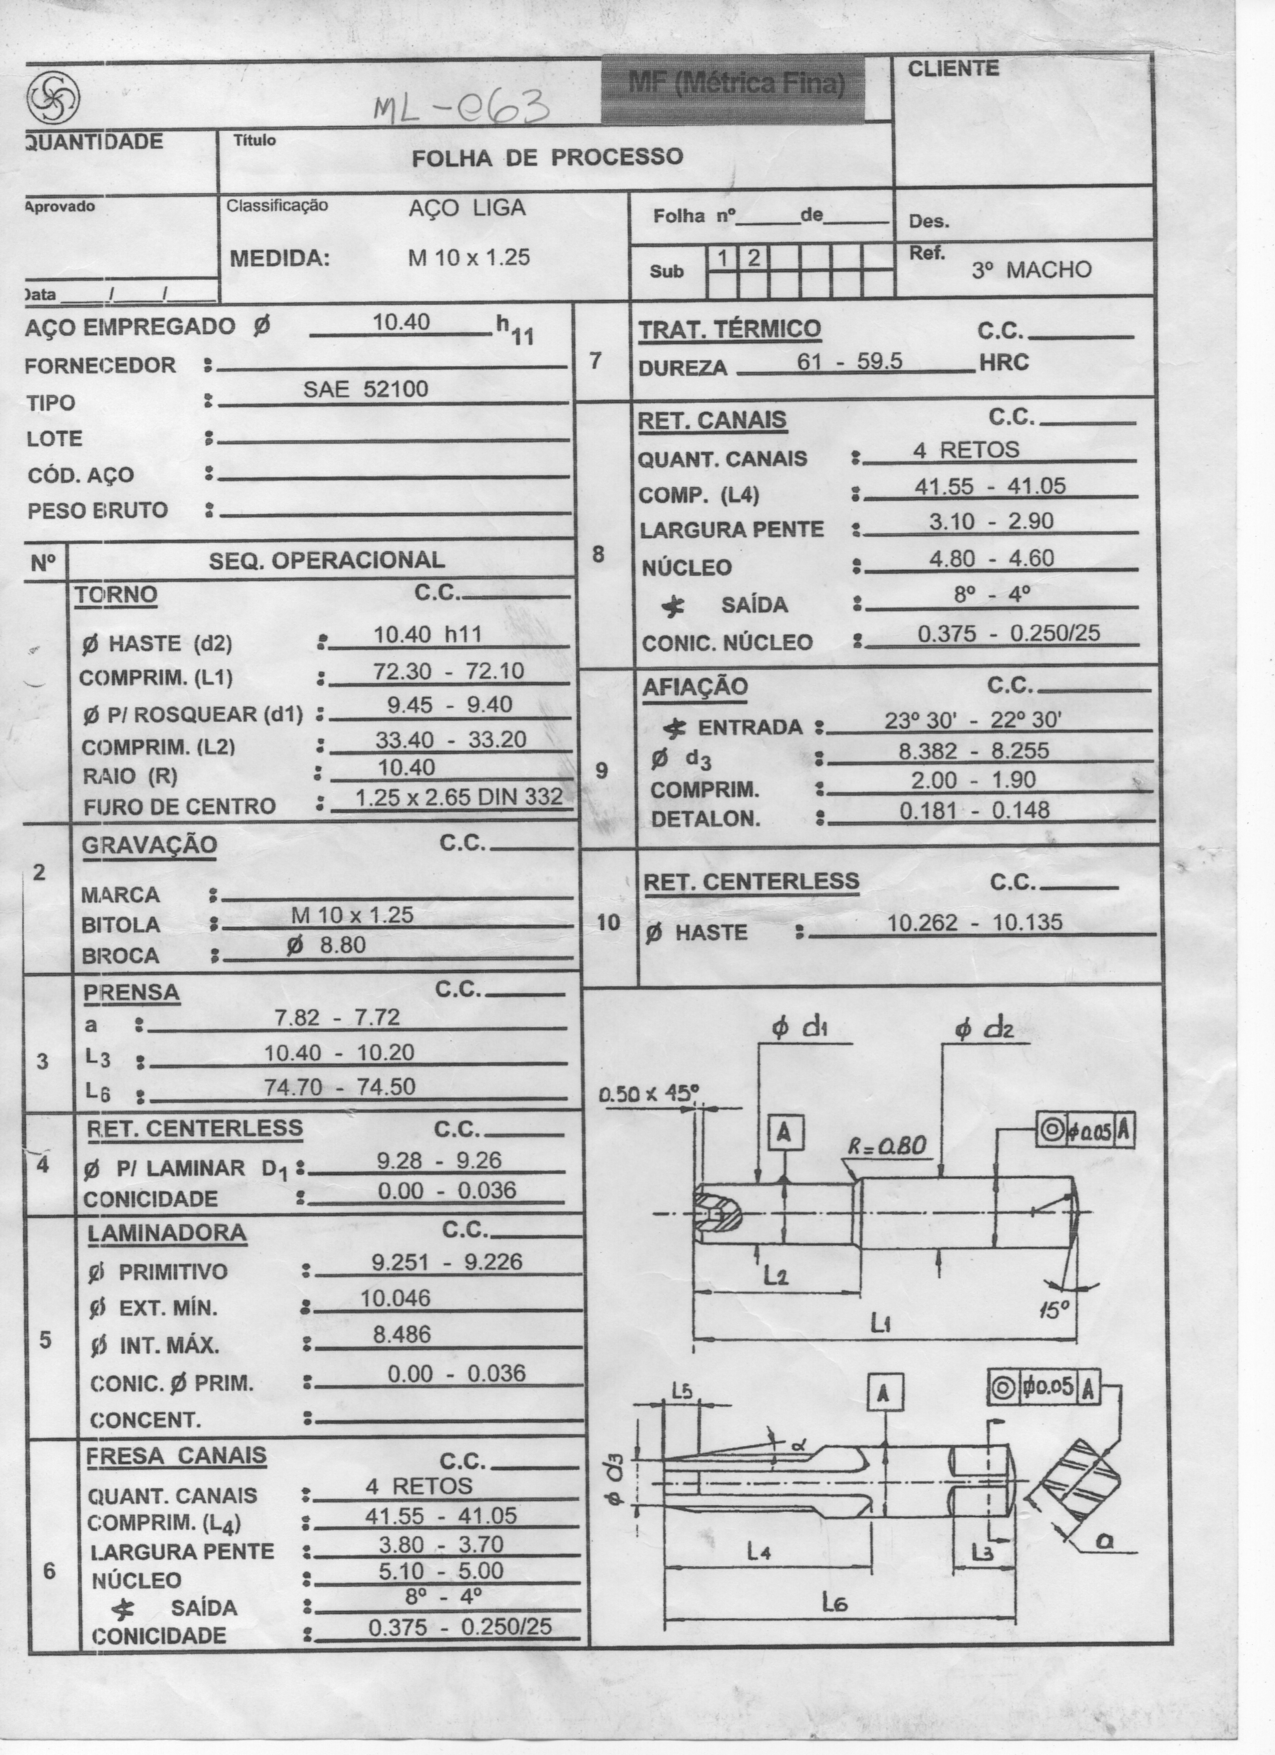 ML-063
MF (Métrica Fina)
CLIENTE
QUANTIDADE
Título
FOLHA DE PROCESSO
Aprovado
Data ___/___/___
Classificação AÇO LIGA
MEDIDA: M 10 x 1.25
Folha nº_____de_____
Sub 1 2
Des.
Ref.
3º MACHO
AÇO EMPREGADO Ø 10.40 h11
FORNECEDOR :
TIPO : SAE 52100
LOTE :
CÓD. AÇO :
PESO BRUTO :
Nº SEQ. OPERACIONAL
TORNO C.C.
Ø HASTE (d2) : 10.40 h11
COMPRIM. (L1) : 72.30 - 72.10
Ø P/ ROSQUEAR (d1) : 9.45 - 9.40
COMPRIM. (L2) : 33.40 - 33.20
RAIO (R) : 10.40
FURO DE CENTRO : 1.25 x 2.65 DIN 332
2
GRAVAÇÃO C.C.
MARCA :
BITOLA : M 10 x 1.25
BROCA : Ø 8.80
3
PRENSA C.C.
a : 7.82 - 7.72
L3 : 10.40 - 10.20
L6 : 74.70 - 74.50
4
RET. CENTERLESS C.C.
Ø P/ LAMINAR D1 : 9.28 - 9.26
CONICIDADE : 0.00 - 0.036
5
LAMINADORA C.C.
Ø PRIMITIVO : 9.251 - 9.226
Ø EXT. MÍN. : 10.046
Ø INT. MÁX. : 8.486
CONIC. Ø PRIM. : 0.00 - 0.036
CONCENT. :
6
FRESA CANAIS C.C.
QUANT. CANAIS : 4 RETOS
COMPRIM. (L4) : 41.55 - 41.05
LARGURA PENTE : 3.80 - 3.70
NÚCLEO : 5.10 - 5.00
SAÍDA : 8º - 4º
CONICIDADE : 0.375 - 0.250/25
7
TRAT. TÉRMICO C.C.
DUREZA 61 - 59.5 HRC
8
RET. CANAIS C.C.
QUANT. CANAIS : 4 RETOS
COMP. (L4) : 41.55 - 41.05
LARGURA PENTE : 3.10 - 2.90
NÚCLEO : 4.80 - 4.60
SAÍDA : 8º - 4º
CONIC. NÚCLEO : 0.375 - 0.250/25
9
AFIAÇÃO C.C.
ENTRADA : 23º 30' - 22º 30'
Ø d3 : 8.382 - 8.255
COMPRIM. : 2.00 - 1.90
DETALON. : 0.181 - 0.148
10
RET. CENTERLESS C.C.
Ø HASTE : 10.262 - 10.135
ϕ d1
ϕ d2
0.50 x 45º
A
R=0.80
◎ ϕ0.05 A
L2
15º
L1
L5
A
◎ ϕ0.05 A
α
ϕ d3
L4
L3
a
L6